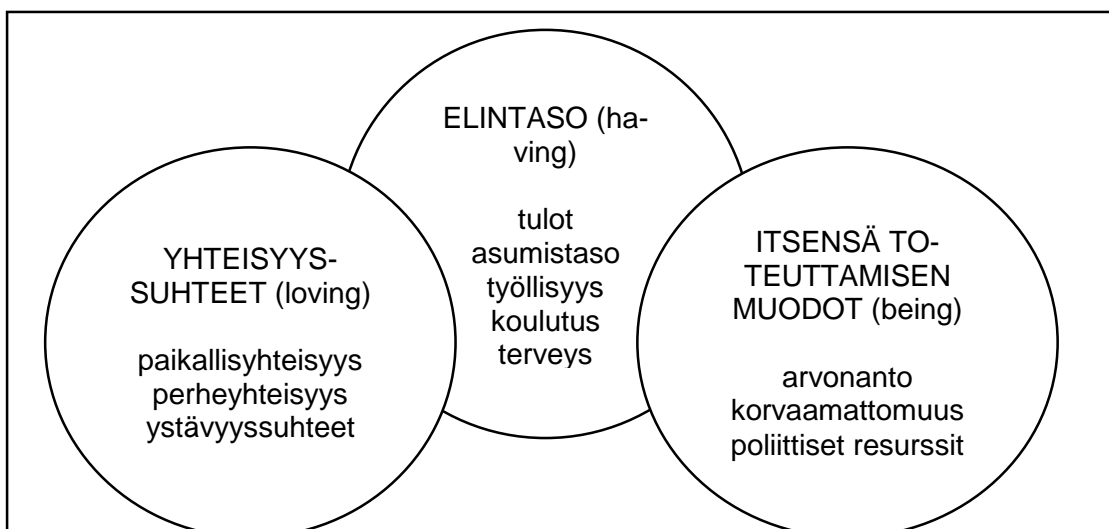 ELINTASO (ha-
ving)
tulot
asumistaso
työllisyys
koulutus
terveys
YHTEISYYS-
SUHTEET (loving)
paikallisyhteisyys
perheyhteisyys
ystävyyssuhteet
ITSENSÄ TO-
TEUTTAMISEN
MUODOT (being)
arvonanto
korvaamattomuus
poliittiset resurssit